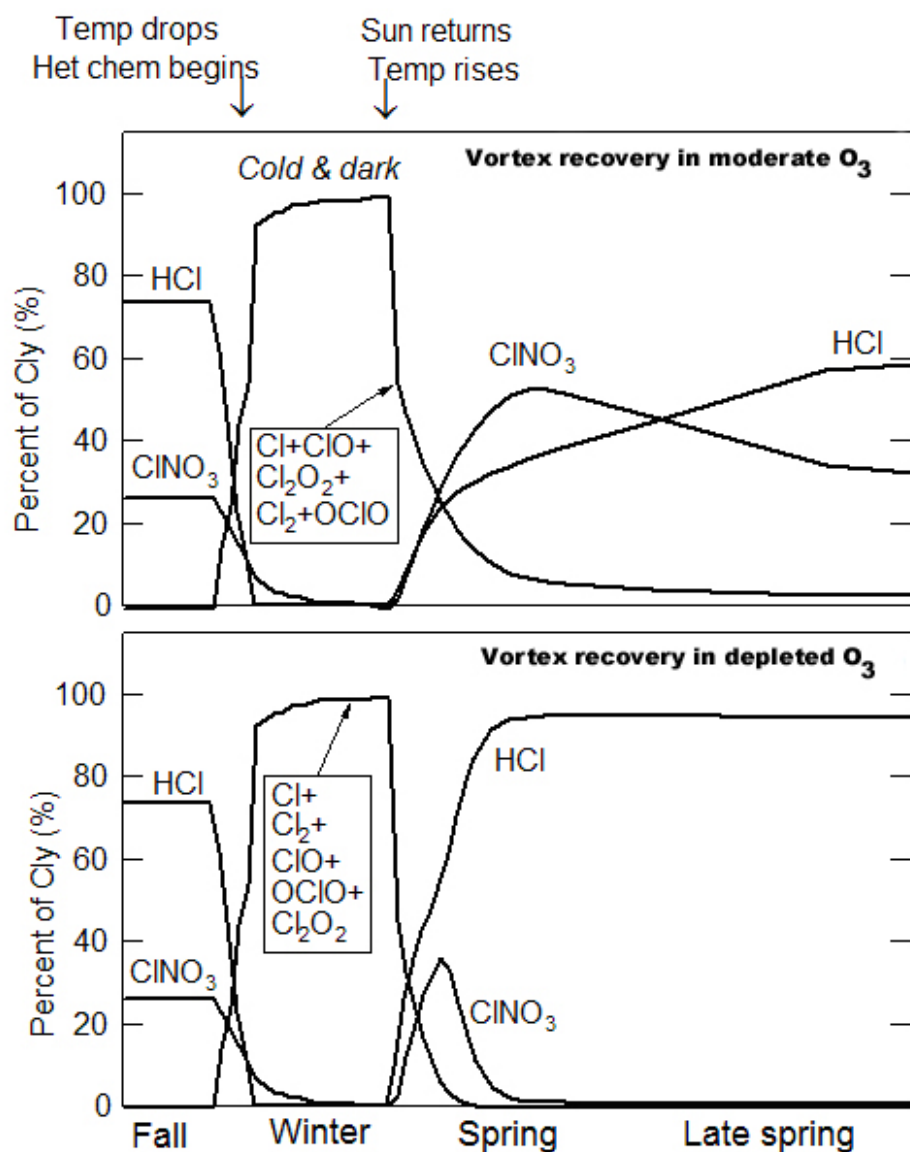 Temp drops
Het chem begins
Sun returns
Temp rises
Vortex recovery in moderate O₃
Cold & dark
Percent of Cly (%)
100
80
60
40
20
0
HCl
ClNO₃
Cl+ClO+
Cl₂O₂+
Cl₂+OClO
ClNO₃
HCl
Vortex recovery in depleted O₃
Percent of Cly (%)
100
80
60
40
20
0
HCl
ClNO₃
Cl+
Cl₂+
ClO+
OClO+
Cl₂O₂
HCl
ClNO₃
Fall Winter Spring Late spring